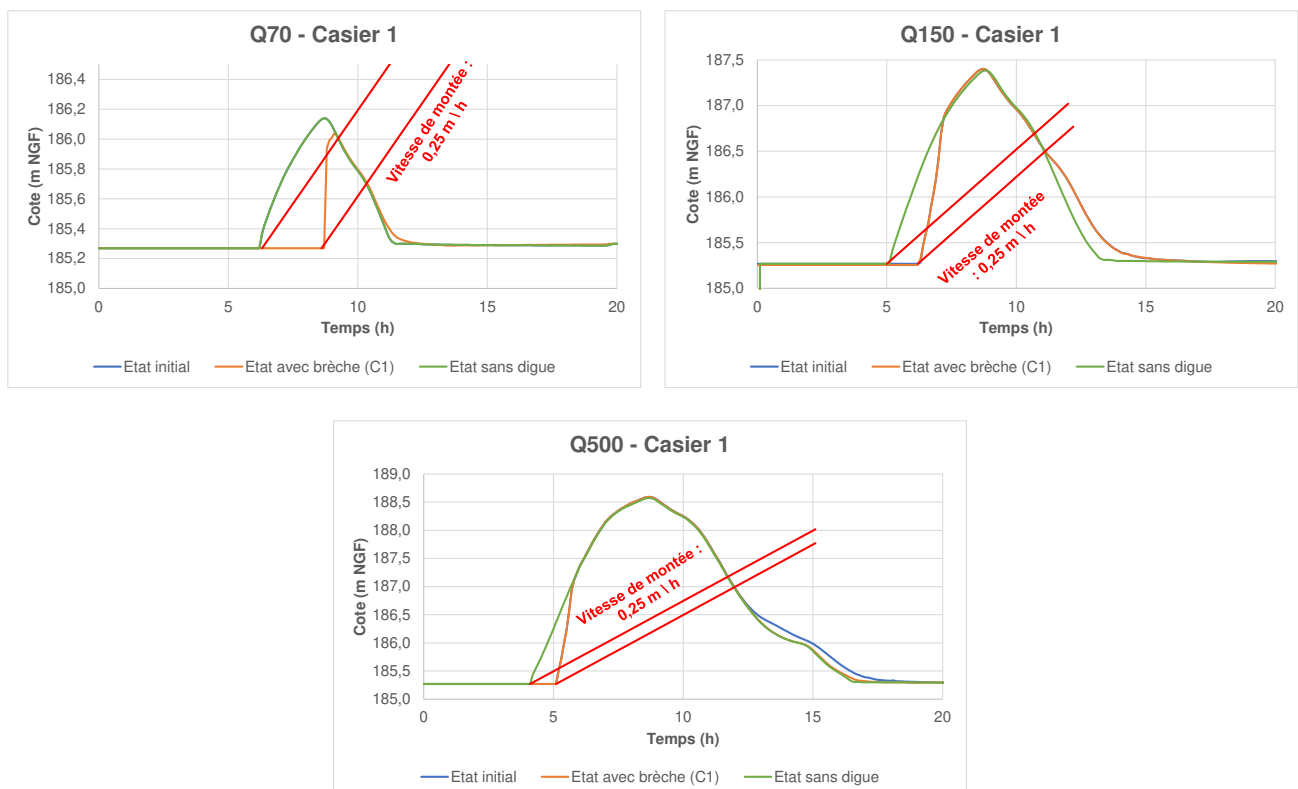 Q70 - Casier 1
Cote (m NGF)
186,4
186,2
186,0
185,8
185,6
185,4
185,2
185,0
0
5
10
15
20
Temps (h)
Vitesse de montée :
0,25 m \ h
Etat initial
Etat avec brèche (C1)
Etat sans digue
Q150 - Casier 1
Cote (m NGF)
187,5
187,0
186,5
186,0
185,5
185,0
0
5
10
15
20
Temps (h)
Vitesse de montée
: 0,25 m \ h
Etat initial
Etat avec brèche (C1)
Etat sans digue
Q500 - Casier 1
Cote (m NGF)
189,0
188,5
188,0
187,5
187,0
186,5
186,0
185,5
185,0
0
5
10
15
20
Temps (h)
Vitesse de montée :
0,25 m \ h
Etat initial
Etat avec brèche (C1)
Etat sans digue